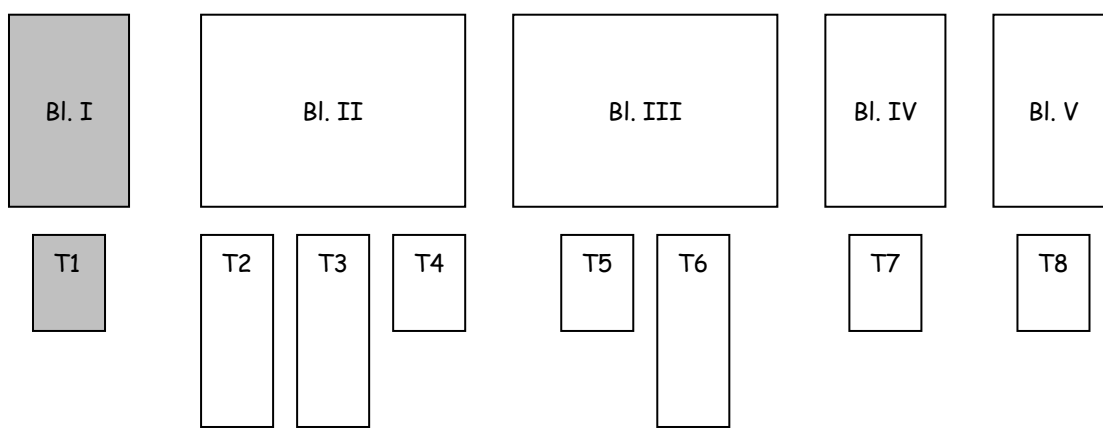 Bl. I Bl. II Bl. III Bl. IV Bl. V
T1 T2 T3 T4 T5 T6 T7 T8